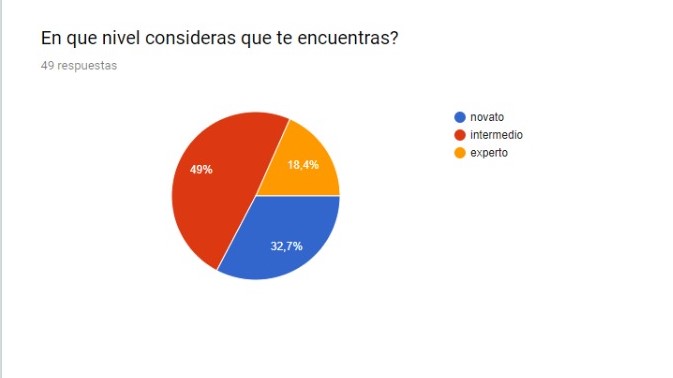 En que nivel consideras que te encuentras?
49 respuestas
novato
intermedio
experto
49%
18,4%
32,7%